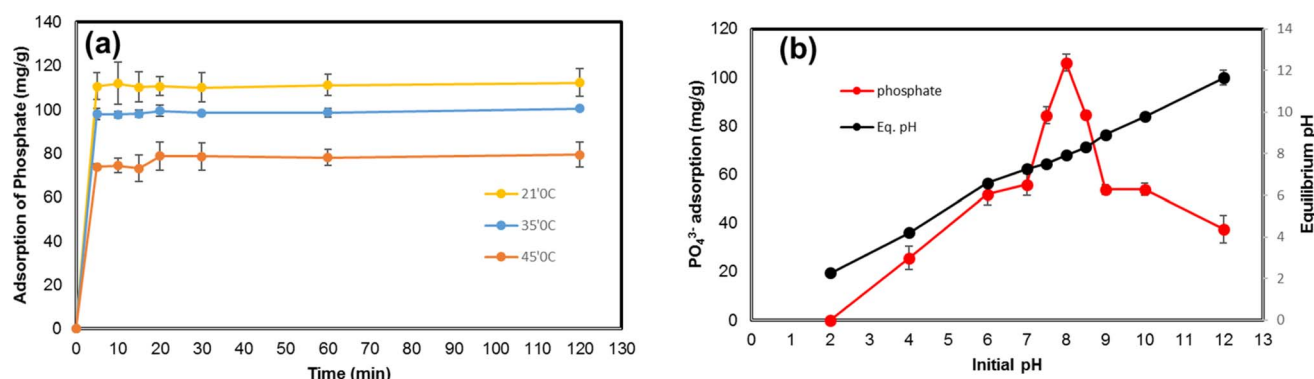 (a)
Adsorption of Phosphate (mg/g)
140
120
100
80
60
40
20
0
21'0C
35'0C
45'0C
0 10 20 30 40 50 60 70 80 90 100 110 120 130
Time (min)
(b)
PO₄³⁻ adsorption (mg/g)
120
100
80
60
40
20
0
phosphate
Eq. pH
14
12
10
8
6
4
2
0
Equilibrium pH
0 1 2 3 4 5 6 7 8 9 10 11 12 13
Initial pH